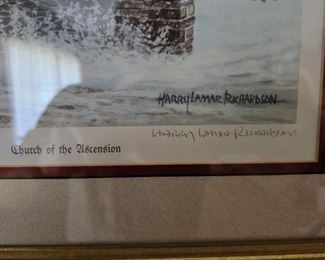 HARRY LAMAR RICHARDSON
Harry Lamar Richardson
Church of the Ascension